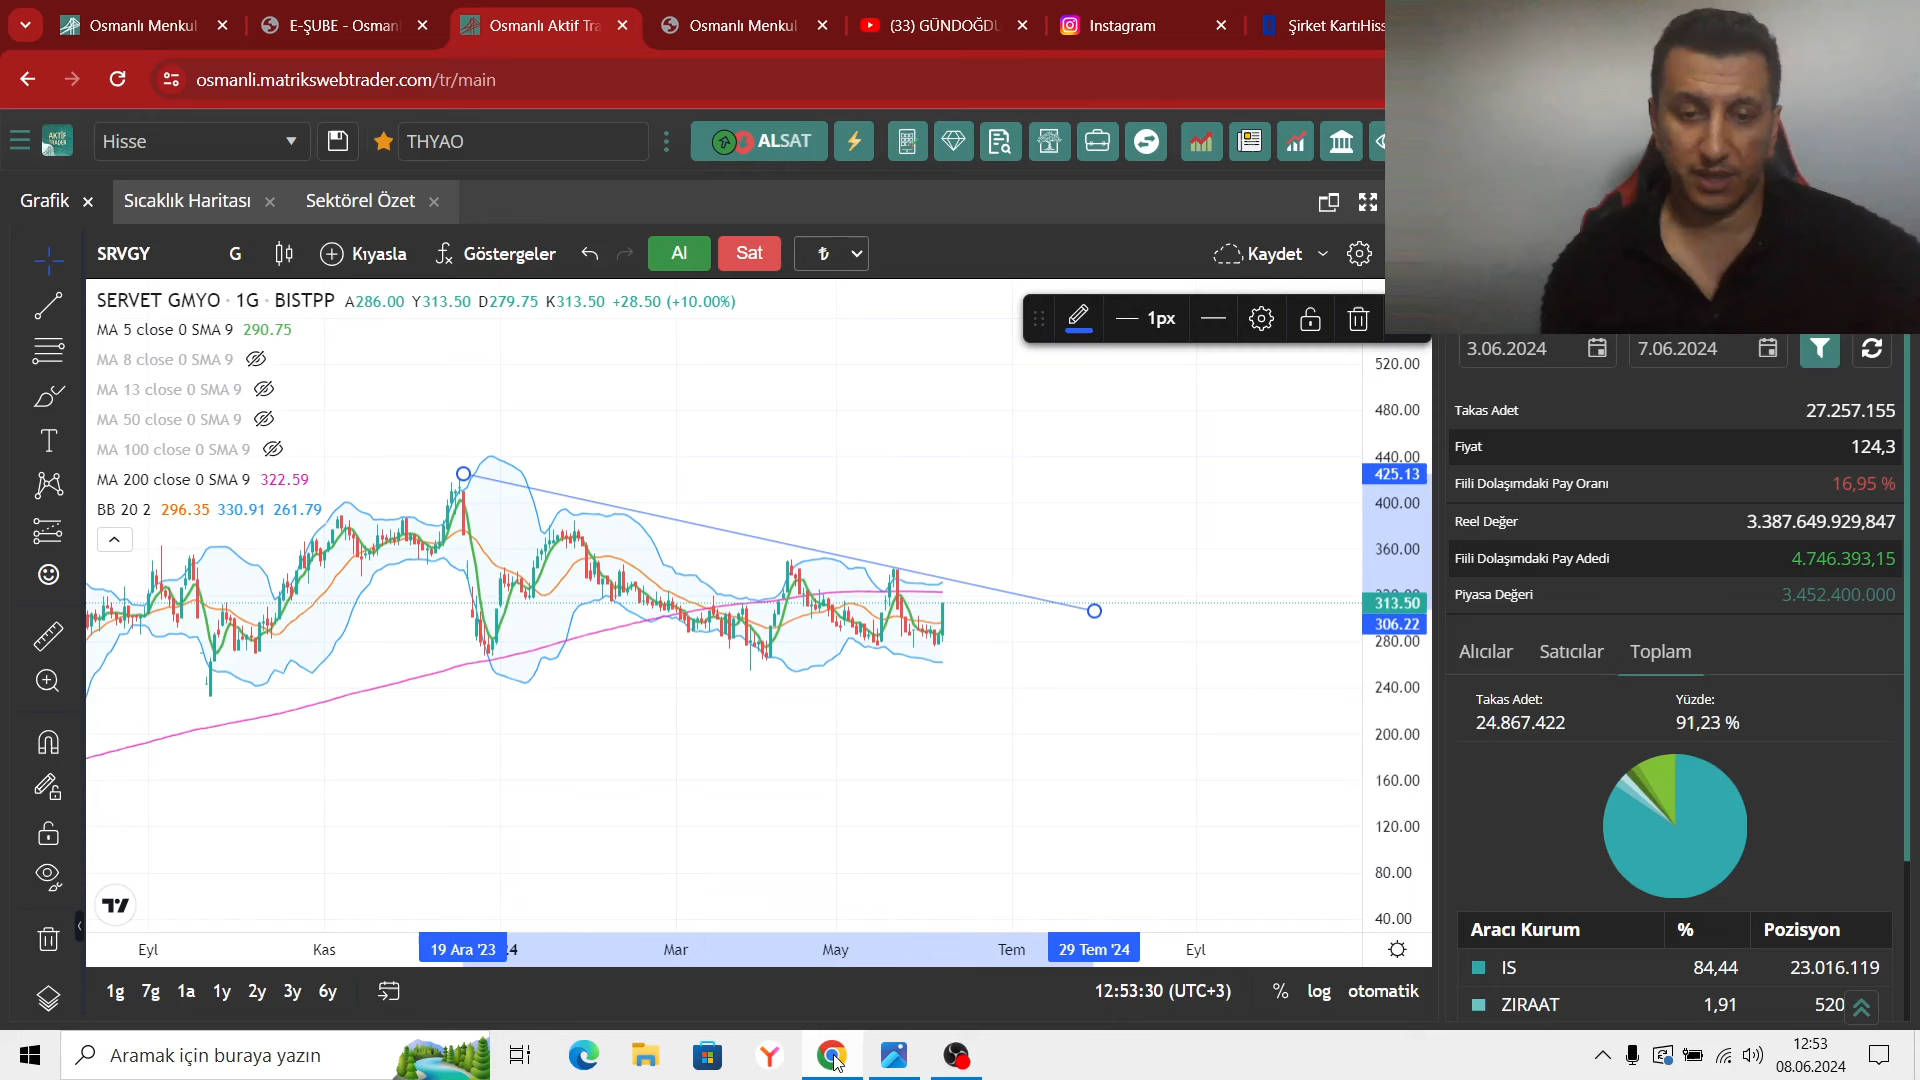 Osmanlı Menkul
E-ŞUBE - Osmanl
Osmanlı Aktif Tra
Osmanlı Menkul
(33) GÜNDOĞDU
Instagram
Şirket KartıHiss
osmanli.matrikswebtrader.com/tr/main
AKTİF
TRADER
Hisse
THYAO
ALSAT
Grafik
Sıcaklık Haritası
Sektörel Özet
SRVGY
G
Kıyasla
Göstergeler
Al
Sat
₺
Kaydet
SERVET GMYO · 1G · BISTPP A286.00 Y313.50 D279.75 K313.50 +28.50 (+10.00%)
MA 5 close 0 SMA 9 290.75
MA 8 close 0 SMA 9
MA 13 close 0 SMA 9
MA 50 close 0 SMA 9
MA 100 close 0 SMA 9
MA 200 close 0 SMA 9 322.59
BB 20 2 296.35 330.91 261.79
1px
520.00
480.00
440.00
425.13
400.00
360.00
313.50
306.22
280.00
240.00
200.00
160.00
120.00
80.00
40.00
Eyl
Kas
19 Ara '23
Mar
May
Tem
29 Tem '24
Eyl
1g 7g 1a 1y 2y 3y 6y
12:53:30 (UTC+3)
% log otomatik
3.06.2024
7.06.2024
Takas Adet 27.257.155
Fiyat 124,3
Fiili Dolaşımdaki Pay Oranı 16,95 %
Reel Değer 3.387.649.929,847
Fiili Dolaşımdaki Pay Adedi 4.746.393,15
Piyasa Değeri 3.452.400.000
Alıcılar Satıcılar Toplam
Takas Adet: Yüzde:
24.867.422 91,23 %
Aracı Kurum % Pozisyon
IS 84,44 23.016.119
ZIRAAT 1,91 520
Aramak için buraya yazın
12:53
08.06.2024